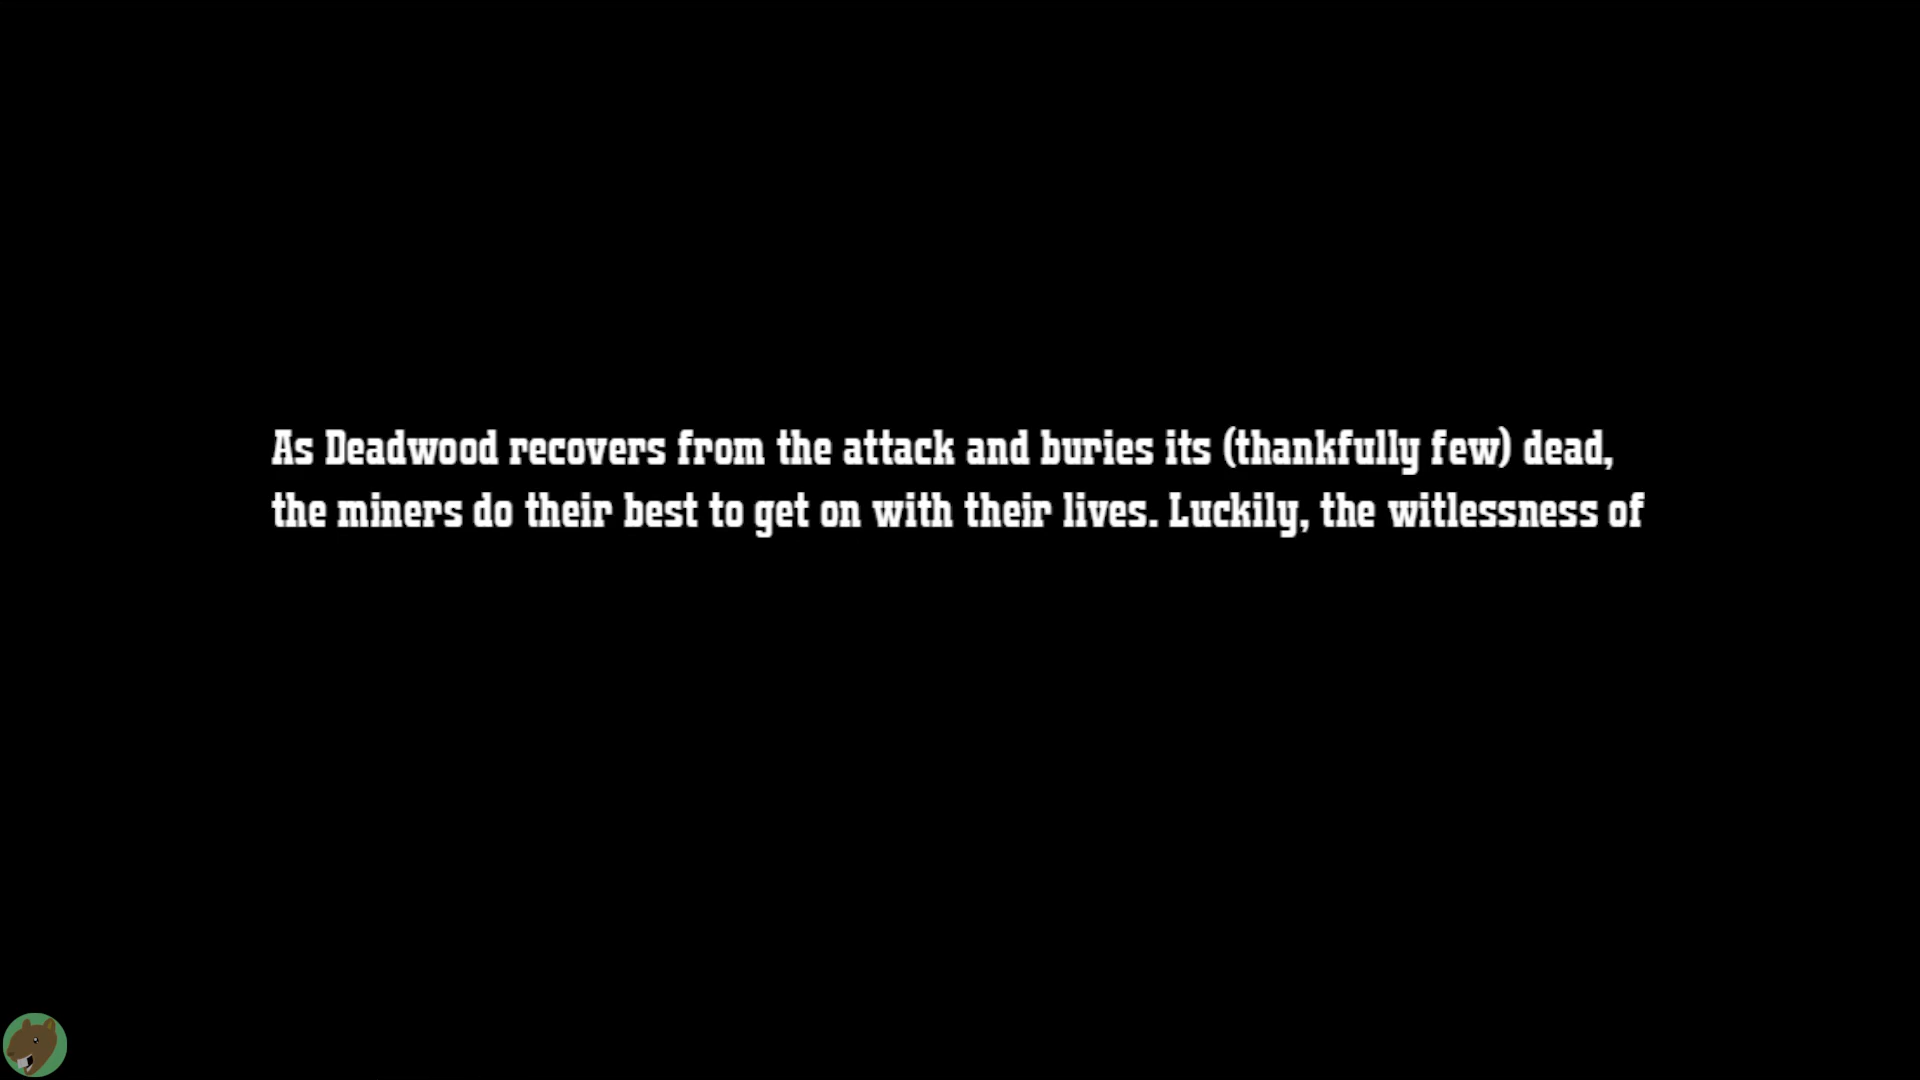 As Deadwood recovers from the attack and buries its (thankfully few) dead,
the miners do their best to get on with their lives. Luckily, the witlessness of